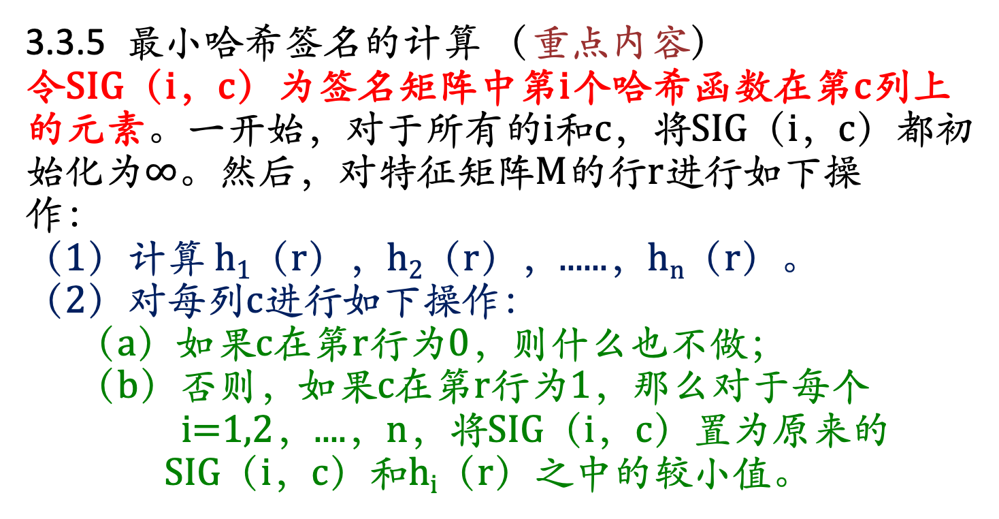 3.3.5 最小哈希签名的计算 （重点内容）
令SIG（i，c）为签名矩阵中第i个哈希函数在第c列上
的元素。一开始，对于所有的i和c，将SIG（i，c）都初
始化为∞。然后，对特征矩阵M的行r进行如下操
作：
（1）计算 h₁（r），h₂（r），……，hₙ（r）。
（2）对每列c进行如下操作：
（a）如果c在第r行为0，则什么也不做；
（b）否则，如果c在第r行为1，那么对于每个
i=1,2，....，n，将SIG（i，c）置为原来的
SIG（i，c）和hᵢ（r）之中的较小值。